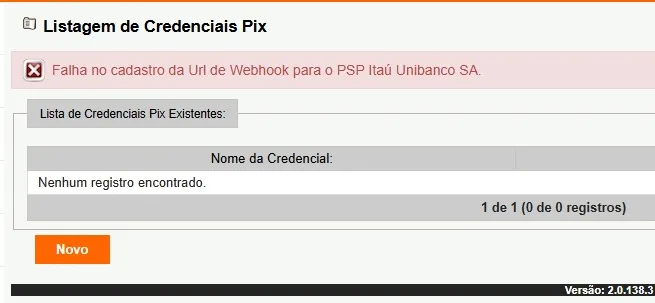 Listagem de Credenciais Pix
Falha no cadastro da Url de Webhook para o PSP Itaú Unibanco SA.
Lista de Credenciais Pix Existentes:
Nome da Credencial:
Nenhum registro encontrado.
1 de 1 (0 de 0 registros)
Novo
Versão: 2.0.138.3